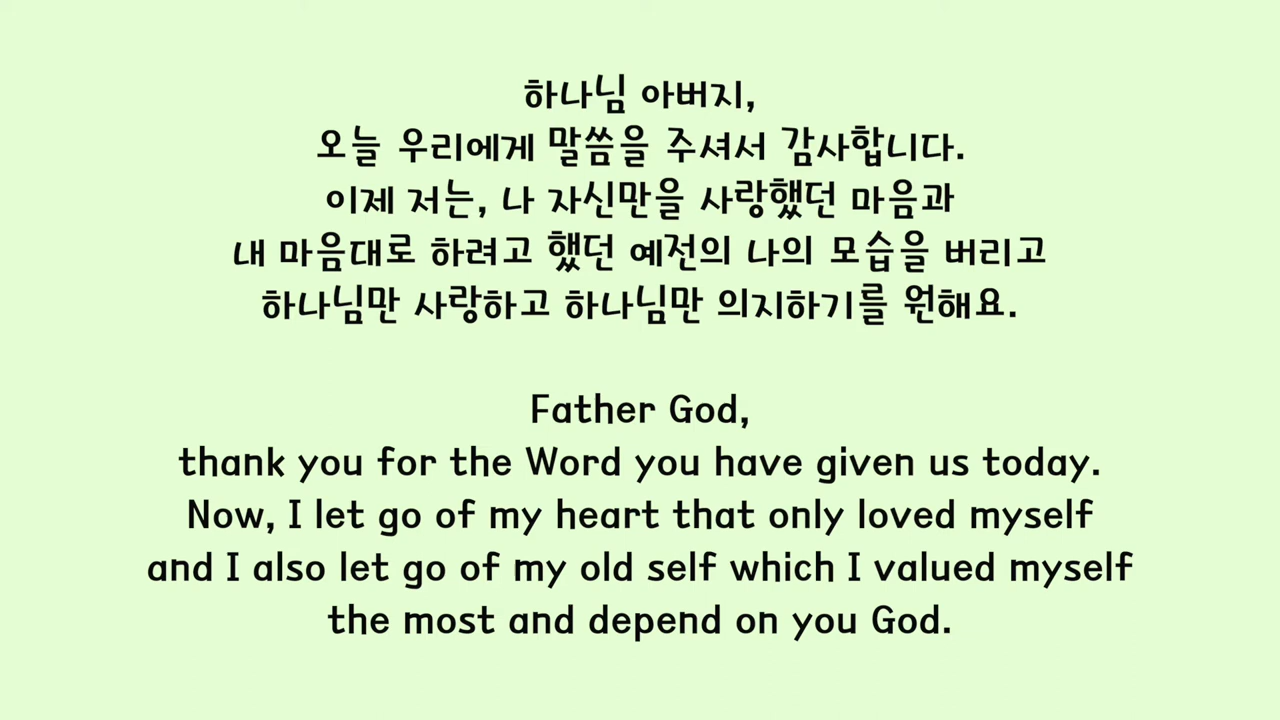 하나님 아버지,
오늘 우리에게 말씀을 주셔서 감사합니다.
이제 저는, 나 자신만을 사랑했던 마음과
내 마음대로 하려고 했던 예전의 나의 모습을 버리고
하나님만 사랑하고 하나님만 의지하기를 원해요.
Father God,
thank you for the Word you have given us today.
Now, I let go of my heart that only loved myself
and I also let go of my old self which I valued myself
the most and depend on you God.